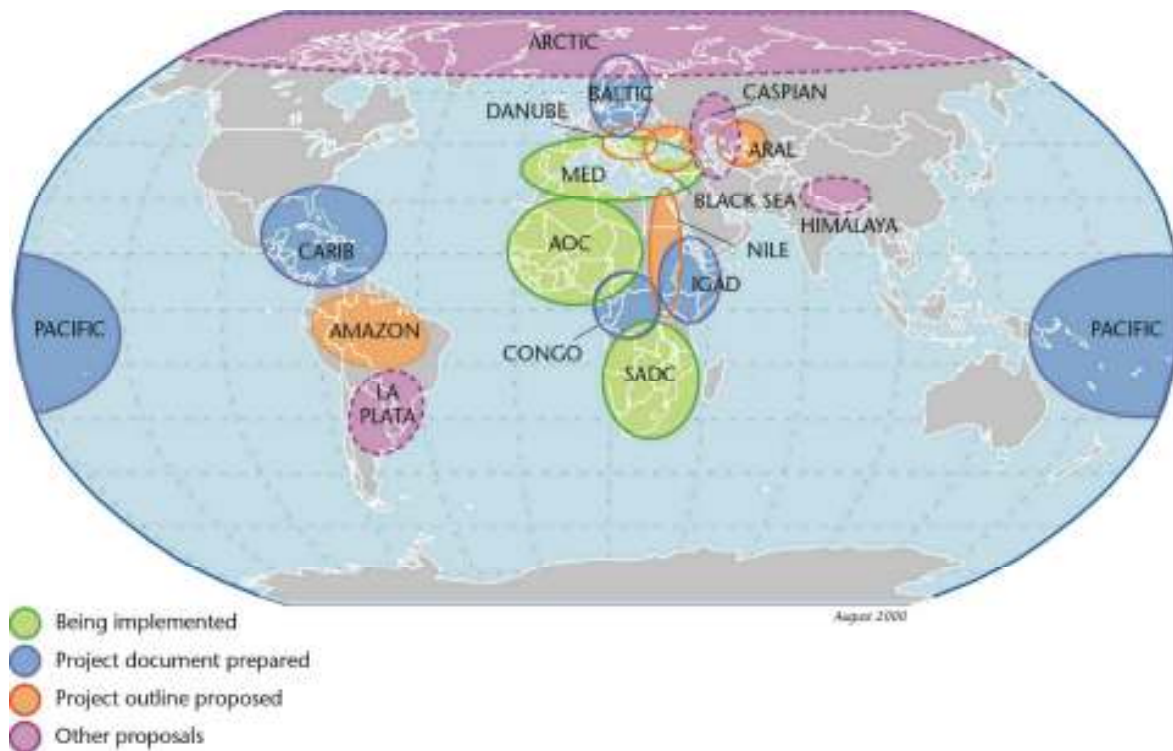 ARCTIC
BALTIC
CASPIAN
DANUBE
ARAL
MED
BLACK SEA
HIMALAYA
AOC
NILE
CARIB
IGAD
PACIFIC
AMAZON
PACIFIC
CONGO
SADC
LA
PLATA
August 2000
Being implemented
Project document prepared
Project outline proposed
Other proposals